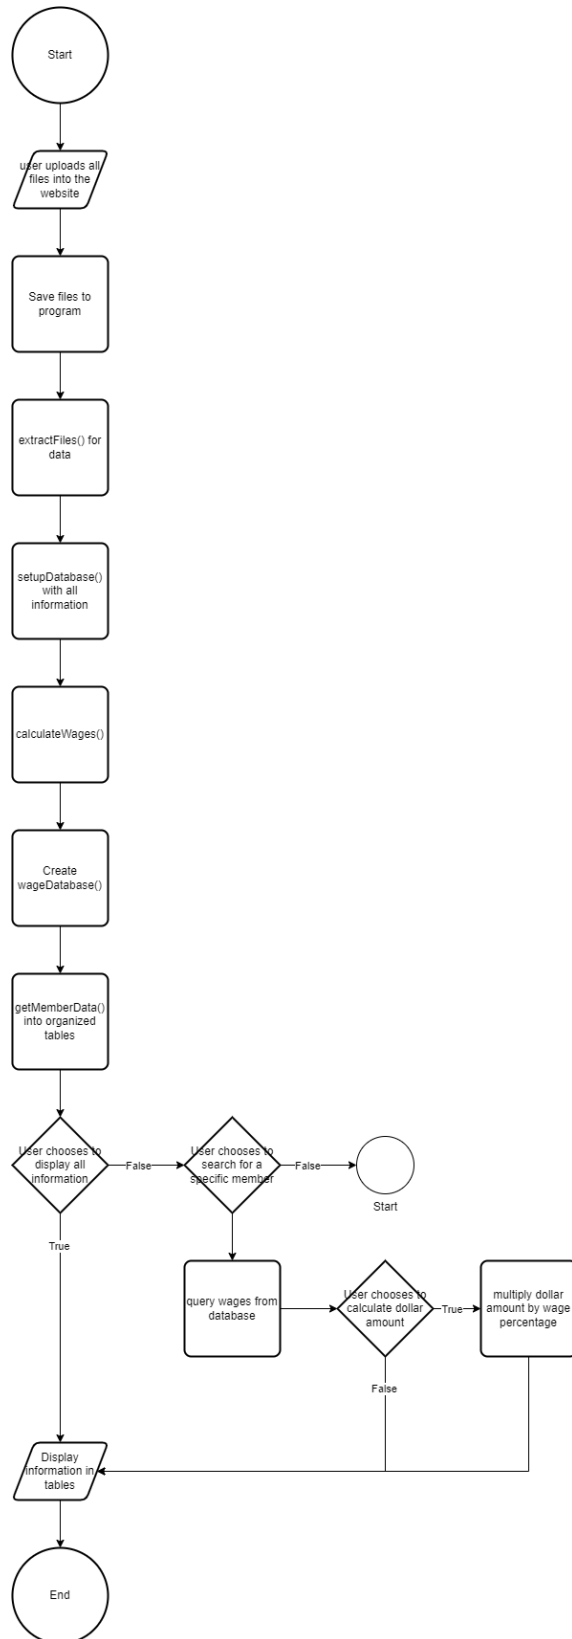 Start
user uploads all
files into the
website
Save files to
program
extractFiles() for
data
setupDatabase()
with all
information
calculateWages()
Create
wageDatabase()
getMemberData()
into organized
tables
User chooses to
display all
information
False
User chooses to
search for a
specific member
False
Start
True
query wages from
database
User chooses to
calculate dollar
amount
True
multiply dollar
amount by wage
percentage
False
Display
information in
tables
End